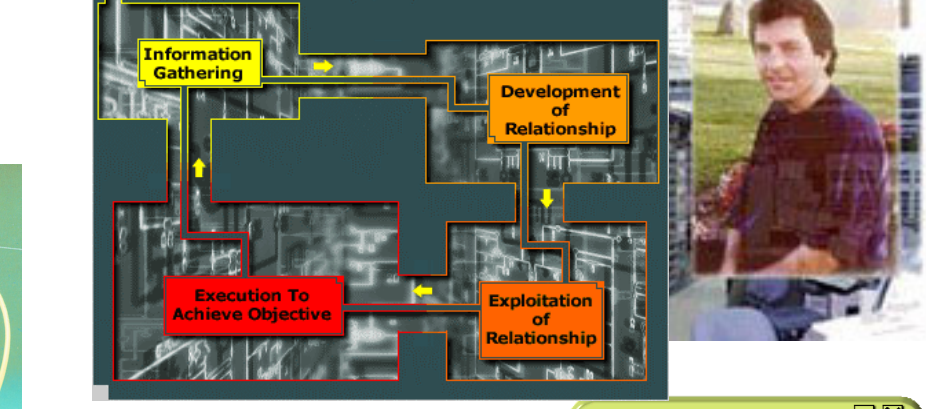 Information
Gathering
Development
of
Relationship
Execution To
Achieve Objective
Exploitation
of
Relationship